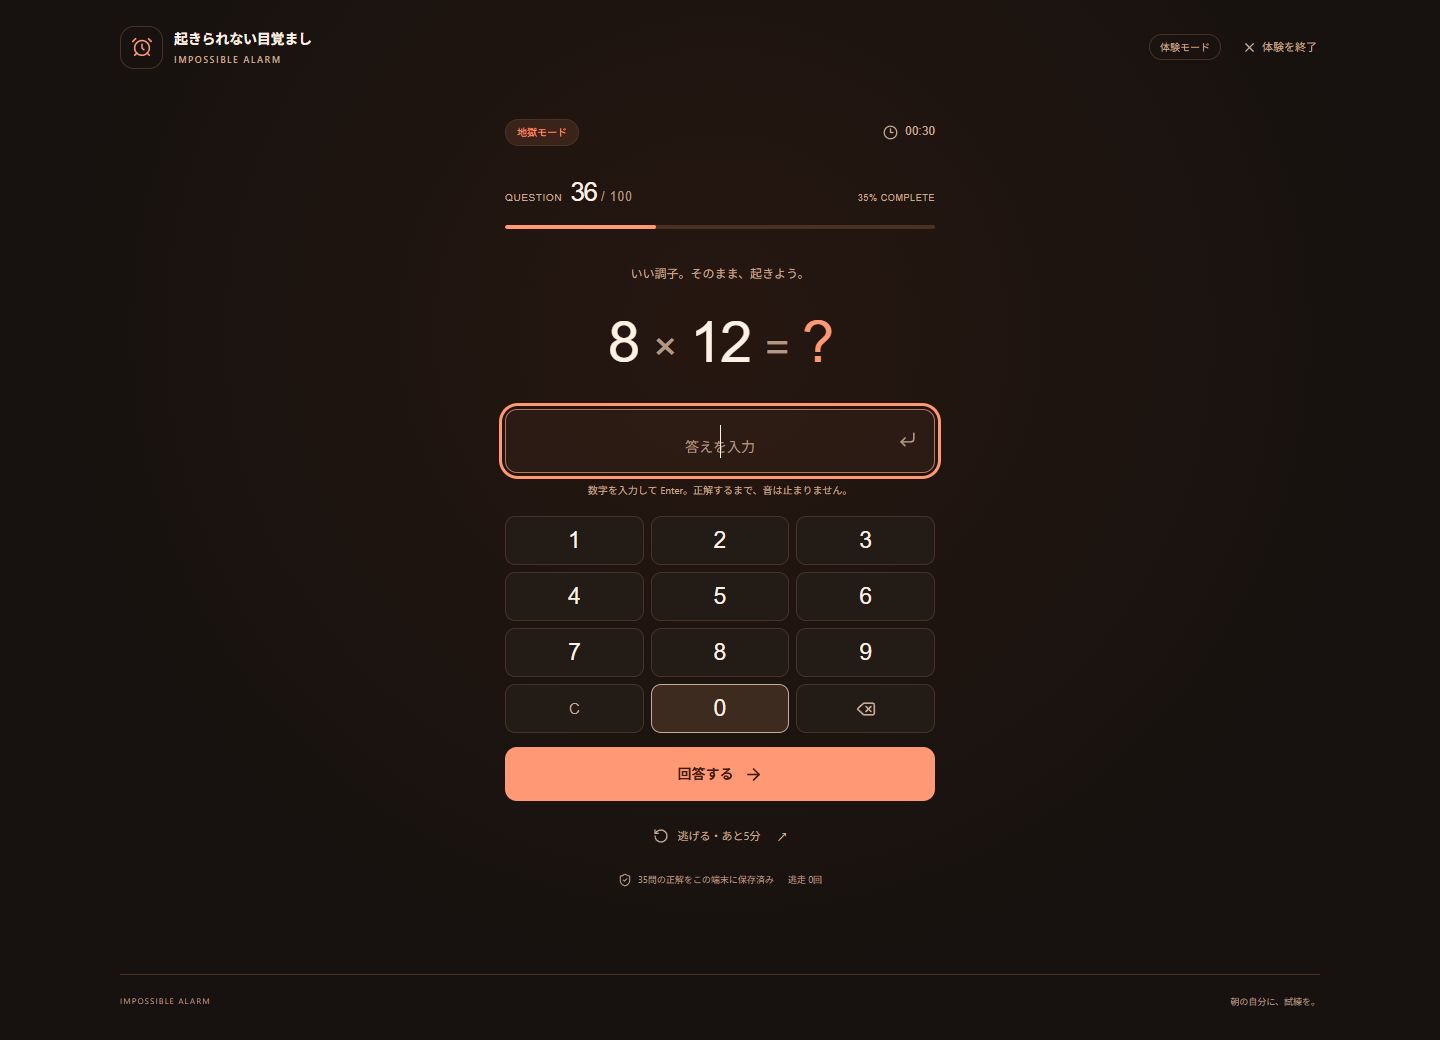 起きられない目覚まし
IMPOSSIBLE ALARM
体験モード
体験を終了
地獄モード
00:30
QUESTION 36 / 100
35% COMPLETE
いい調子。そのまま、起きよう。
8 × 12 = ?
答えを入力
数字を入力して Enter。正解するまで、音は止まりません。
1 2 3
4 5 6
7 8 9
C 0
回答する →
逃げる・あと5分 ↗
35問の正解をこの端末に保存済み 逃走 0回
IMPOSSIBLE ALARM
朝の自分に、試練を。